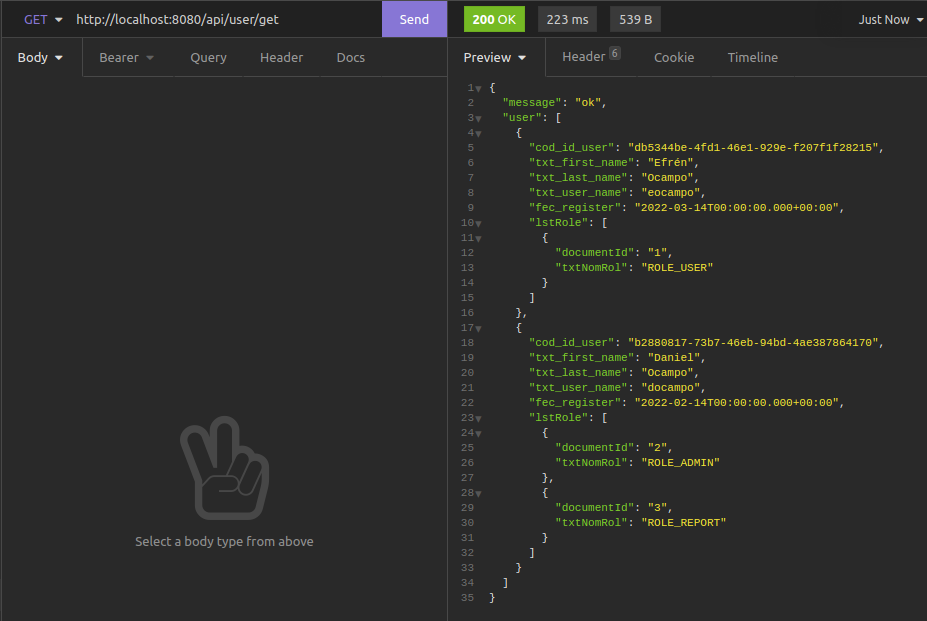 GET http://localhost:8080/api/user/get Send 200 OK 223 ms 539 B Just Now
Body Bearer Query Header Docs
Preview Header 6 Cookie Timeline
1 {
2 "message": "ok",
3 "user": [
4 {
5 "cod_id_user": "db5344be-4fd1-46e1-929e-f207f1f28215",
6 "txt_first_name": "Efrén",
7 "txt_last_name": "Ocampo",
8 "txt_user_name": "eocampo",
9 "fec_register": "2022-03-14T00:00:00.000+00:00",
10 "lstRole": [
11 {
12 "documentId": "1",
13 "txtNomRol": "ROLE_USER"
14 }
15 ]
16 },
17 {
18 "cod_id_user": "b2880817-73b7-46eb-94bd-4ae387864170",
19 "txt_first_name": "Daniel",
20 "txt_last_name": "Ocampo",
21 "txt_user_name": "docampo",
22 "fec_register": "2022-02-14T00:00:00.000+00:00",
23 "lstRole": [
24 {
25 "documentId": "2",
26 "txtNomRol": "ROLE_ADMIN"
27 },
28 {
29 "documentId": "3",
30 "txtNomRol": "ROLE_REPORT"
31 }
32 ]
33 }
34 ]
35 }
Select a body type from above